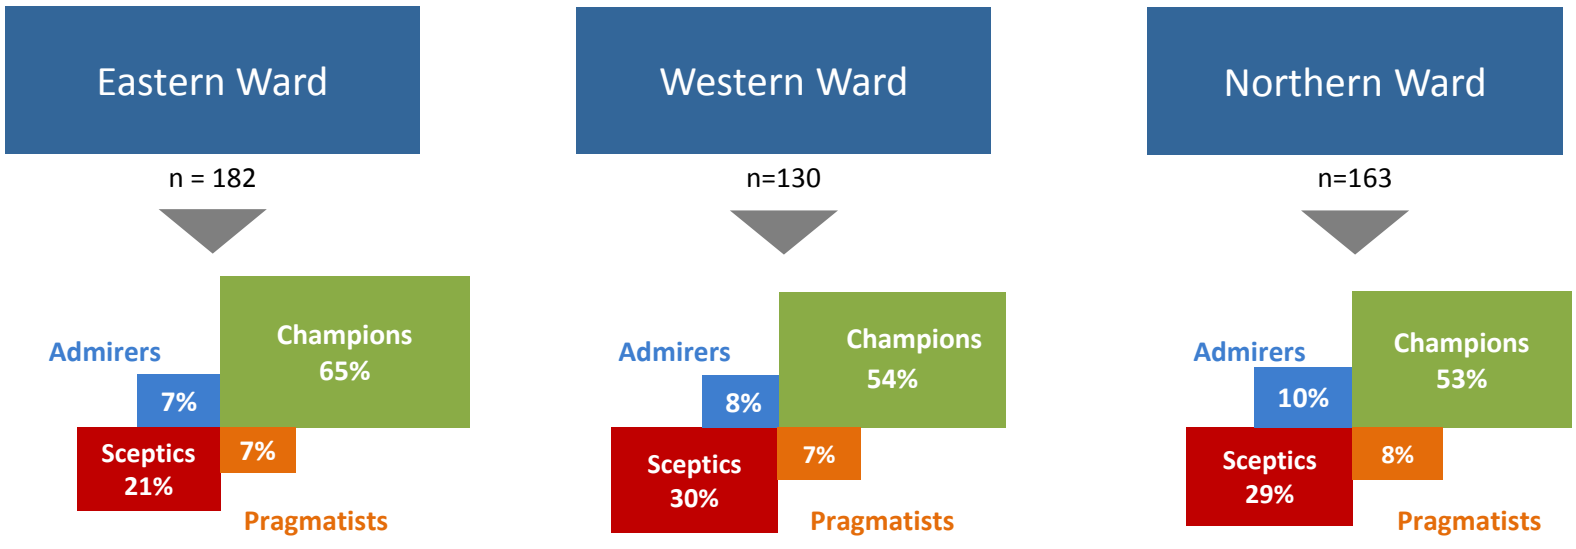 Eastern Ward
n = 182
Admirers
7%
Champions
65%
Sceptics
21%
7%
Pragmatists
Western Ward
n=130
Admirers
8%
Champions
54%
Sceptics
30%
7%
Pragmatists
Northern Ward
n=163
Admirers
10%
Champions
53%
Sceptics
29%
8%
Pragmatists